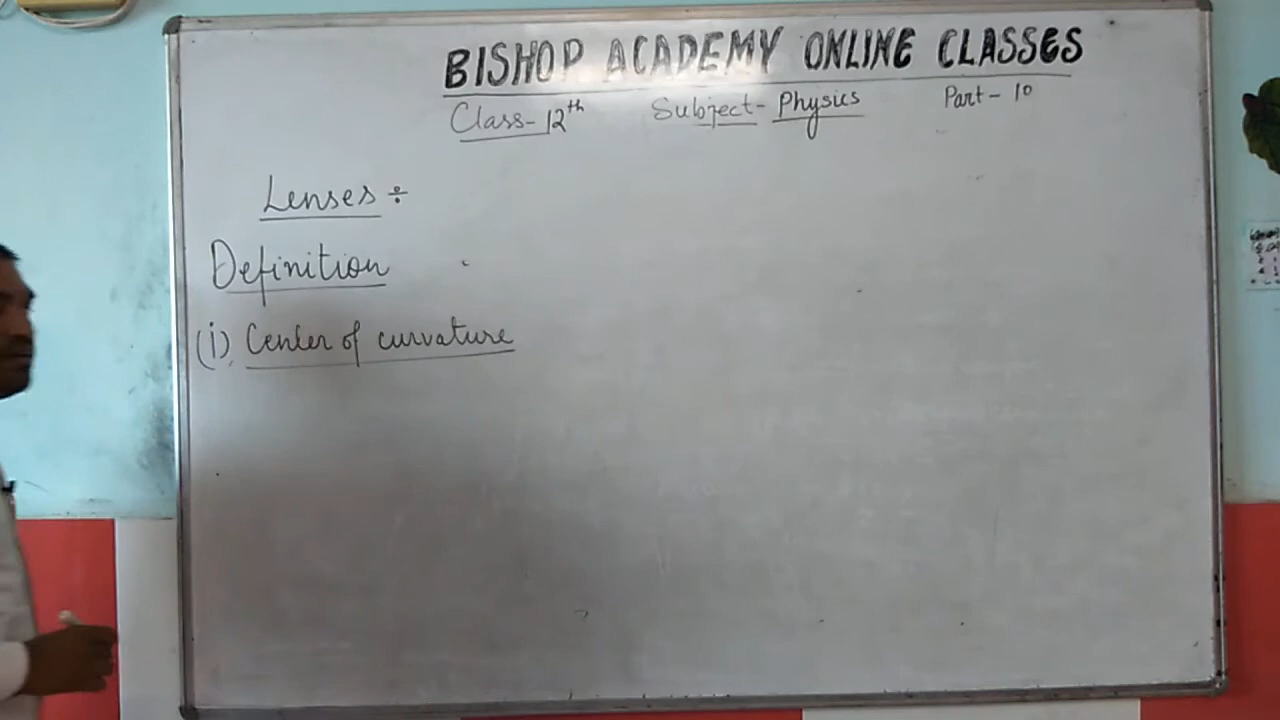 BISHOP ACADEMY ONLINE CLASSES
Class-12th Subject-Physics Part-10
Lenses ÷
Definition
(i) Center of curvature